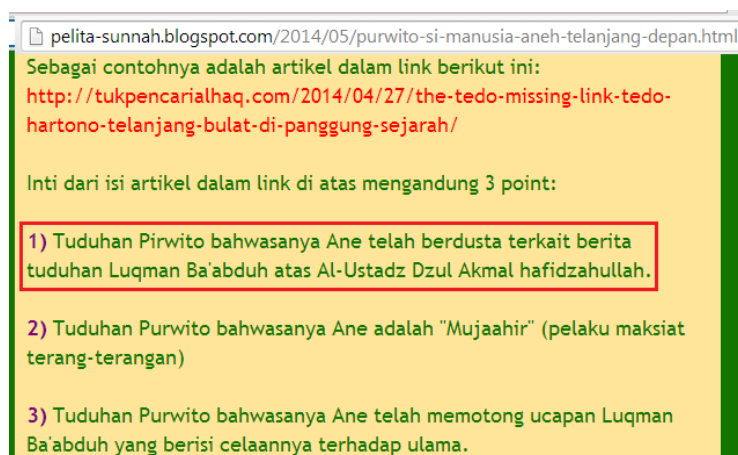 pelita-sunnah.blogspot.com/2014/05/purwito-si-manusia-aneh-telanjang-depan.html
Sebagai contohnya adalah artikel dalam link berikut ini:
http://tukpencarialhaq.com/2014/04/27/the-tedo-missing-link-tedo-
hartono-telanjang-bulat-di-panggung-sejarah/
Inti dari isi artikel dalam link di atas mengandung 3 point:
1) Tuduhan Pirwito bahwasanya Ane telah berdusta terkait berita
tuduhan Luqman Ba'abduh atas Al-Ustadz Dzul Akmal hafidzahullah.
2) Tuduhan Purwito bahwasanya Ane adalah "Mujaahir" (pelaku maksiat
terang-terangan)
3) Tuduhan Purwito bahwasanya Ane telah memotong ucapan Luqman
Ba'abduh yang berisi celaannya terhadap ulama.